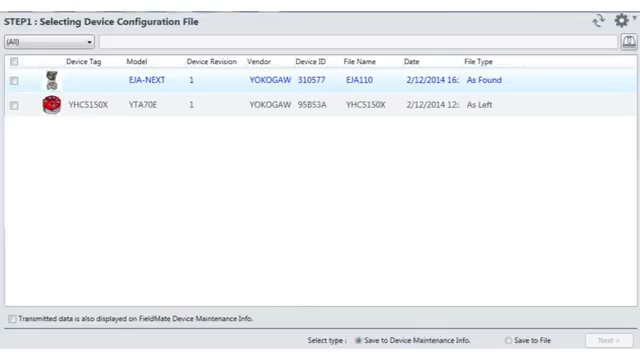 STEP1 : Selecting Device Configuration File
(All)
Device Tag Model Device Revision Vendor Device ID File Name Date File Type
EJA-NEXT 1 YOKOGAW 310577 EJA110 2/12/2014 16: As Found
YHC5150X YTA70E 1 YOKOGAW 95B53A YHC5150X 2/12/2014 12: As Left
Transmitted data is also displayed on FieldMate Device Maintenance Info.
Select type : Save to Device Maintenance Info. Save to File Next >